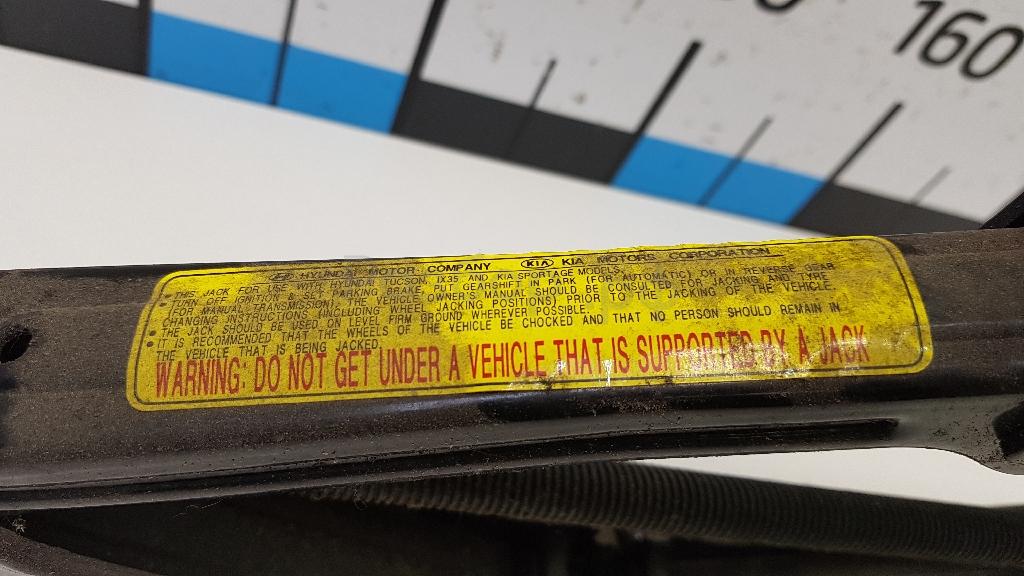 160
HYUNDAI MOTOR COMPANY KIA KIA MOTORS CORPORATION
• THIS JACK FOR USE WITH HYUNDAI TUCSON, IX35 AND KIA SPORTAGE MODELS.
• TURN OFF IGNITION & SET PARKING BRAKE, PUT GEARSHIFT IN PARK (FOR AUTOMATIC) OR IN REVERSE GEAR
(FOR MANUAL TRANSMISSION). THE VEHICLE OWNER'S MANUAL SHOULD BE CONSULTED FOR JACKING AND TYRE
CHANGING INSTRUCTIONS (INCLUDING WHEEL JACKING POSITIONS) PRIOR TO THE JACKING OF THE VEHICLE.
• THE JACK SHOULD BE USED ON LEVEL FIRM GROUND WHEREVER POSSIBLE.
• IT IS RECOMMENDED THAT THE WHEELS OF THE VEHICLE BE CHOCKED AND THAT NO PERSON SHOULD REMAIN IN
THE VEHICLE THAT IS BEING JACKED.
WARNING: DO NOT GET UNDER A VEHICLE THAT IS SUPPORTED BY A JACK